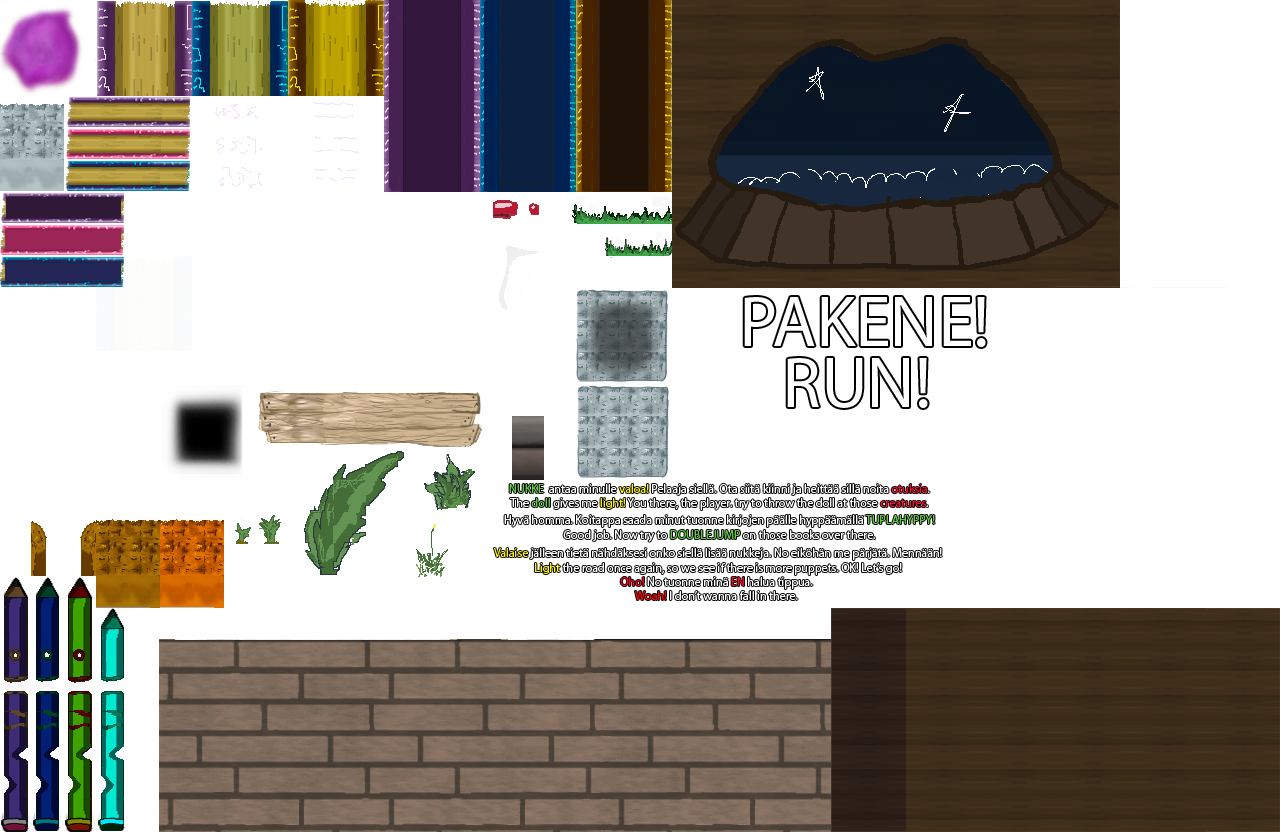 PAKENE!
RUN!
NUKKE antaa minulle valoa! Pelaaja siellä. Ota siitä kiinni ja heittää sillä noita otuksia.
The doll gives me light! You there, the player. try to throw the doll at those creatures.
Hyvä homma. Koitappa saada minut tuonne kirjojen päälle hyppäämällä TUPLAHYPPY!
Good job. Now try to DOUBLEJUMP on those books over there.
Valaise jälleen tietä nähdäksesi onko siellä lisää nukkeja. No eiköhän me pärjätä. Mennään!
Light the road once again, so we see if there is more puppets. OK! Let's go!
Oho! No tuonne minä EN halua tippua.
Woah! I don't wanna fall in there.